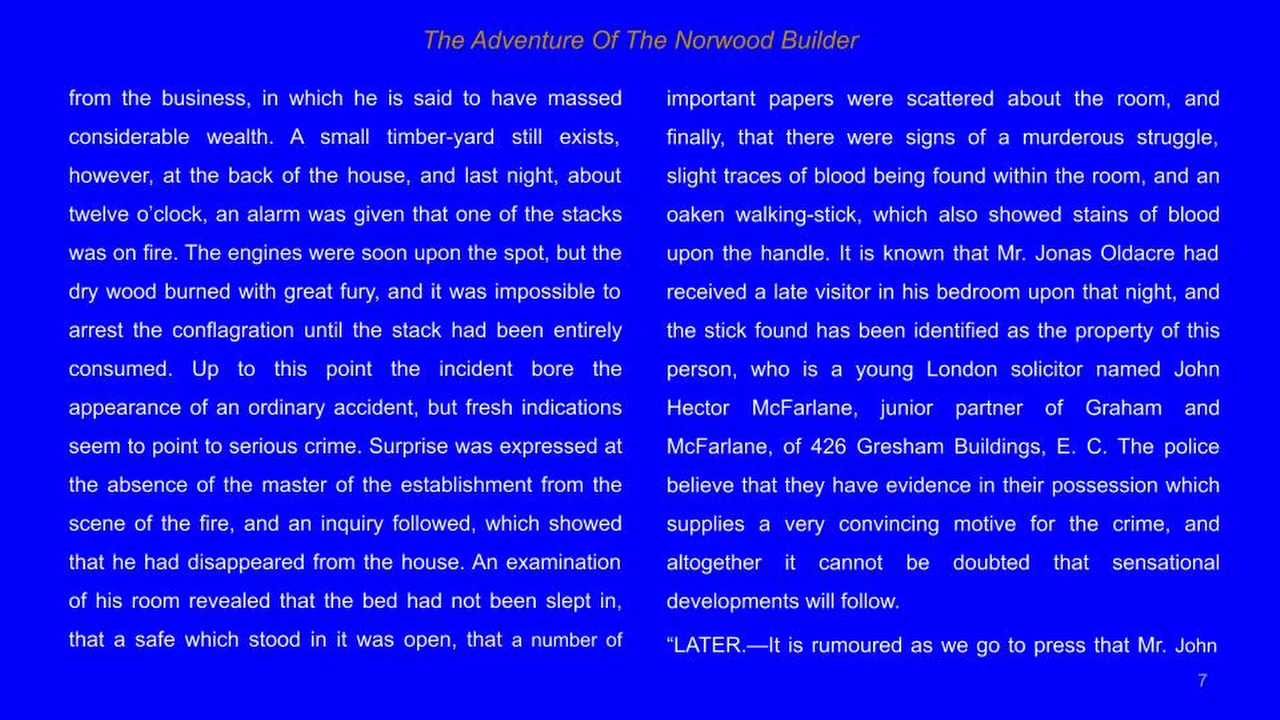 The Adventure Of The Norwood Builder
from the business, in which he is said to have massed
considerable wealth. A small timber-yard still exists,
however, at the back of the house, and last night, about
twelve o’clock, an alarm was given that one of the stacks
was on fire. The engines were soon upon the spot, but the
dry wood burned with great fury, and it was impossible to
arrest the conflagration until the stack had been entirely
consumed. Up to this point the incident bore the
appearance of an ordinary accident, but fresh indications
seem to point to serious crime. Surprise was expressed at
the absence of the master of the establishment from the
scene of the fire, and an inquiry followed, which showed
that he had disappeared from the house. An examination
of his room revealed that the bed had not been slept in,
that a safe which stood in it was open, that a number of
important papers were scattered about the room, and
finally, that there were signs of a murderous struggle,
slight traces of blood being found within the room, and an
oaken walking-stick, which also showed stains of blood
upon the handle. It is known that Mr. Jonas Oldacre had
received a late visitor in his bedroom upon that night, and
the stick found has been identified as the property of this
person, who is a young London solicitor named John
Hector McFarlane, junior partner of Graham and
McFarlane, of 426 Gresham Buildings, E. C. The police
believe that they have evidence in their possession which
supplies a very convincing motive for the crime, and
altogether it cannot be doubted that sensational
developments will follow.
“LATER.—It is rumoured as we go to press that Mr. John
7